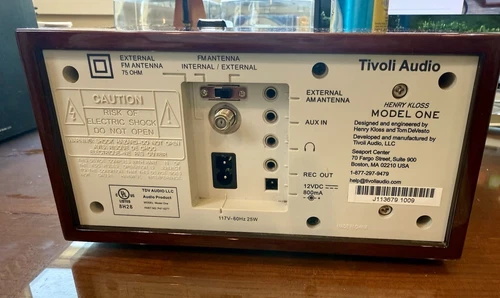 EXTERNAL
FM ANTENNA
75 OHM
FM ANTENNA
INTERNAL / EXTERNAL
CAUTION
RISK OF
ELECTRIC SHOCK
DO NOT OPEN
UL
LISTED
TSV AUDIO LLC
Audio Product
117V~60Hz 25W
EXTERNAL
AM ANTENNA
AUX IN
REC OUT
12VDC
800mA
Tivoli Audio
HENRY KLOSS
MODEL ONE
Designed and engineered by
Henry Kloss and Tom DeVesto
Developed and manufactured by
Tivoli Audio, LLC
Seaport Center
70 Fargo Street, Suite 900
Boston, MA 02210 USA
1-877-297-9479
help@tivoliaudio.com
J113679 1009